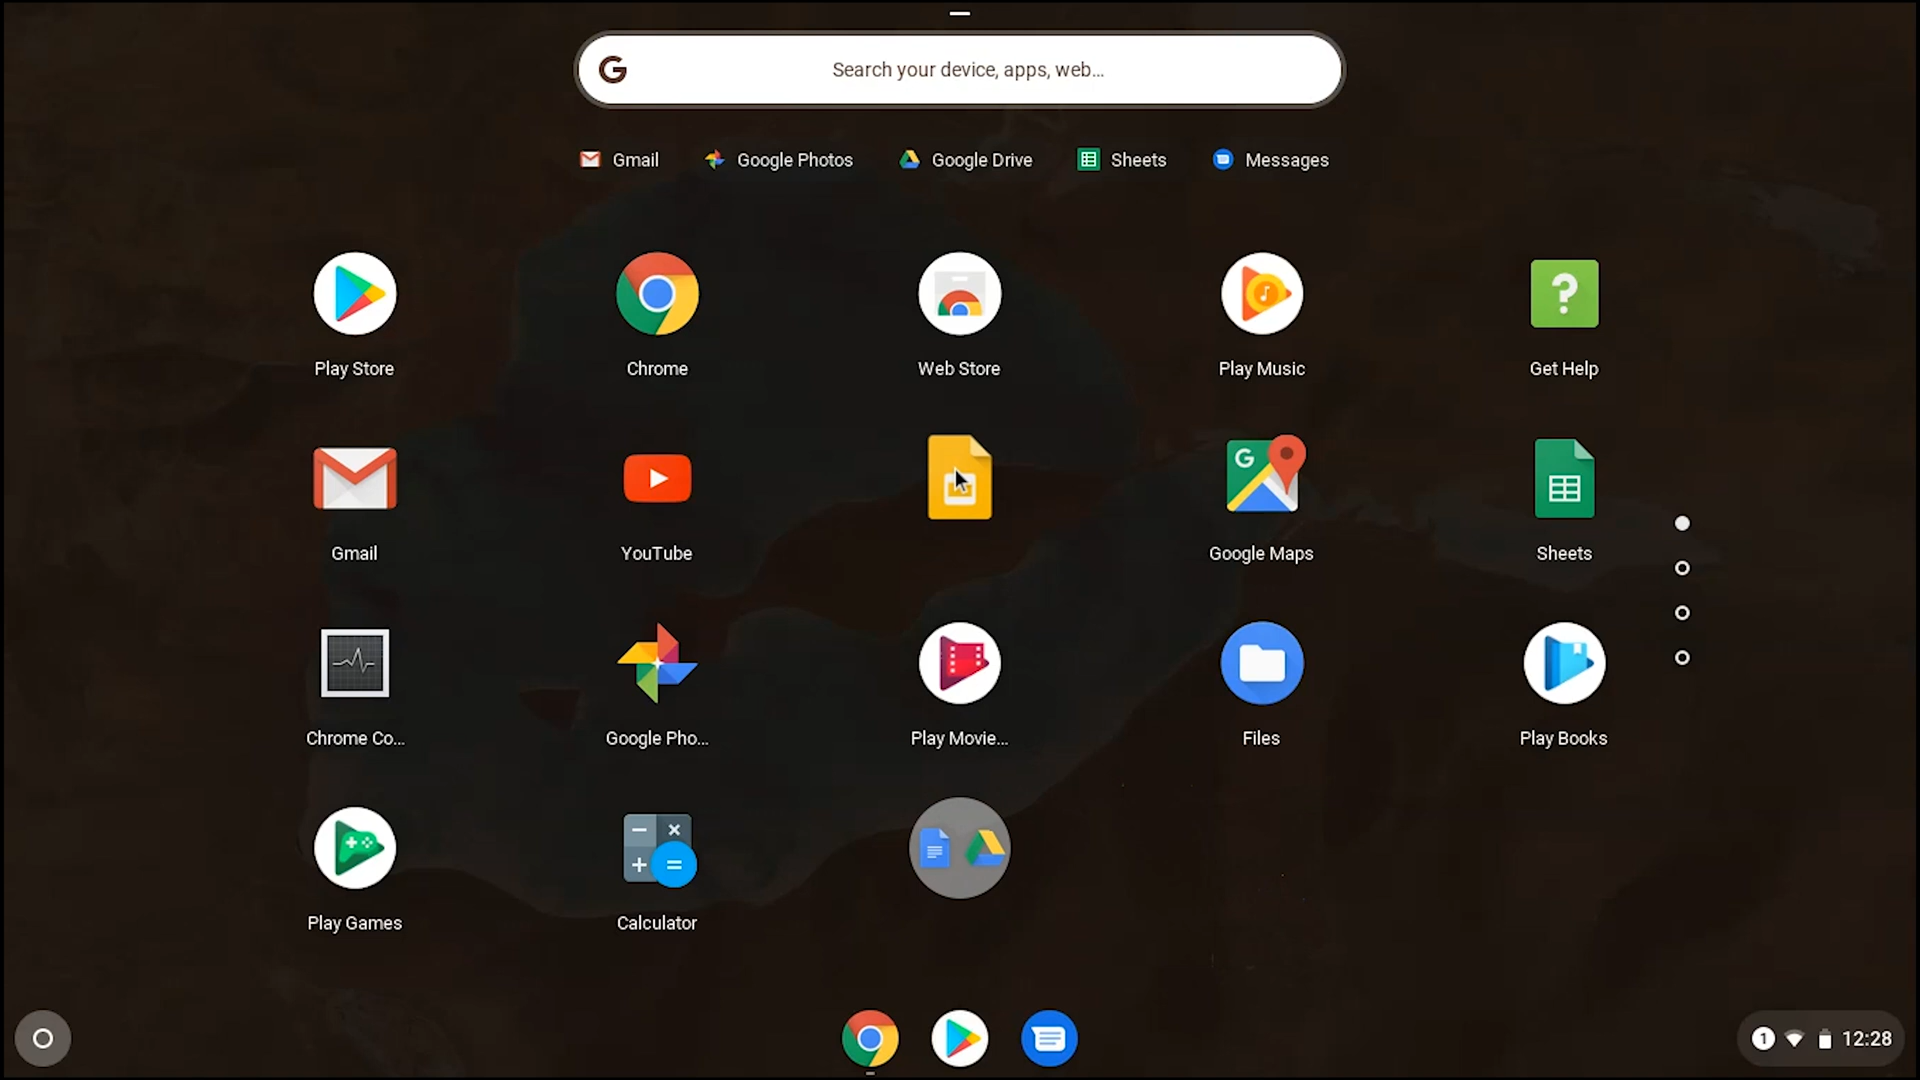 Search your device, apps, web...
Gmail Google Photos Google Drive Sheets Messages
Play Store Chrome Web Store Play Music Get Help
Gmail YouTube Google Maps Sheets
Chrome Co... Google Pho... Play Movie... Files Play Books
Play Games Calculator
1 12:28